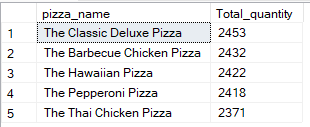 pizza_name Total_quantity
1 The Classic Deluxe Pizza 2453
2 The Barbecue Chicken Pizza 2432
3 The Hawaiian Pizza 2422
4 The Pepperoni Pizza 2418
5 The Thai Chicken Pizza 2371